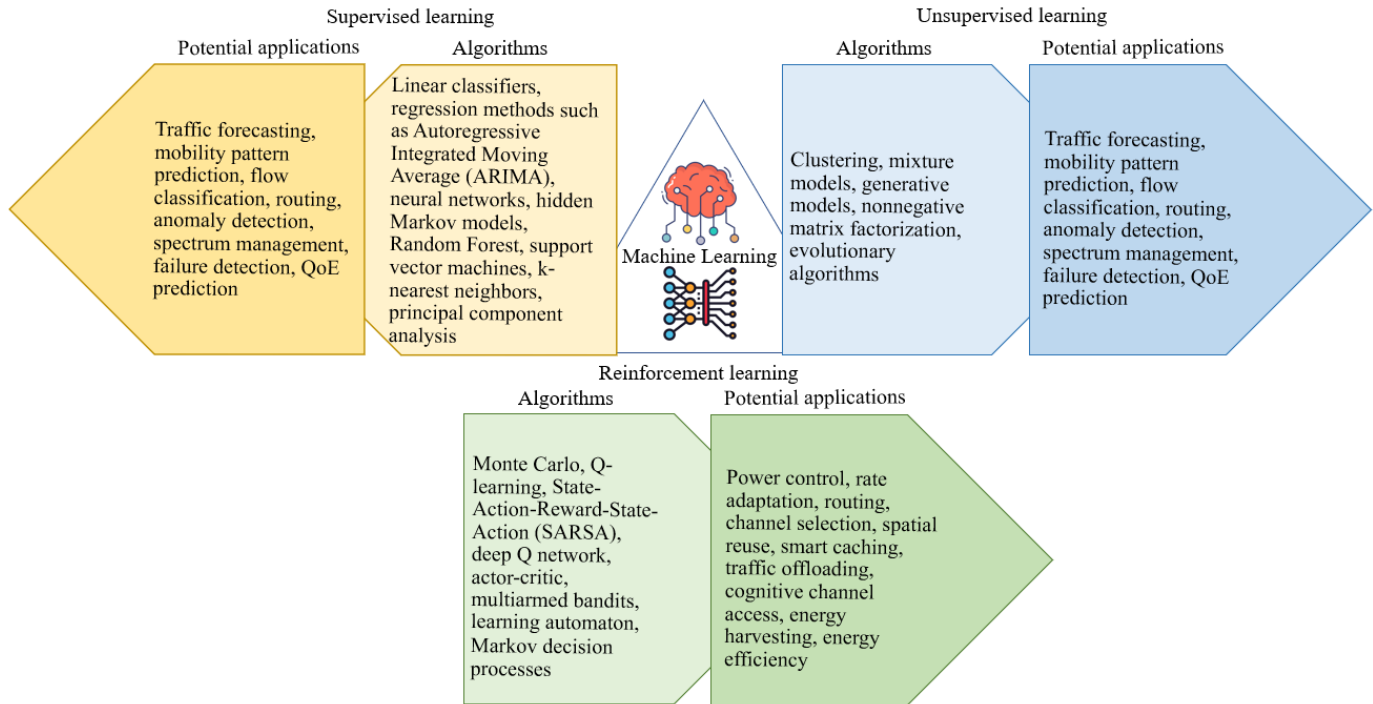 Supervised learning
Potential applications
Algorithms
Traffic forecasting,
mobility pattern
prediction, flow
classification, routing,
anomaly detection,
spectrum management,
failure detection, QoE
prediction
Linear classifiers,
regression methods such
as Autoregressive
Integrated Moving
Average (ARIMA),
neural networks, hidden
Markov models,
Random Forest, support
vector machines, k-
nearest neighbors,
principal component
analysis
Machine Learning
Unsupervised learning
Algorithms
Potential applications
Clustering, mixture
models, generative
models, nonnegative
matrix factorization,
evolutionary
algorithms
Traffic forecasting,
mobility pattern
prediction, flow
classification, routing,
anomaly detection,
spectrum management,
failure detection, QoE
prediction
Reinforcement learning
Algorithms
Potential applications
Monte Carlo, Q-
learning, State-
Action-Reward-State-
Action (SARSA),
deep Q network,
actor-critic,
multiarmed bandits,
learning automaton,
Markov decision
processes
Power control, rate
adaptation, routing,
channel selection, spatial
reuse, smart caching,
traffic offloading,
cognitive channel
access, energy
harvesting, energy
efficiency